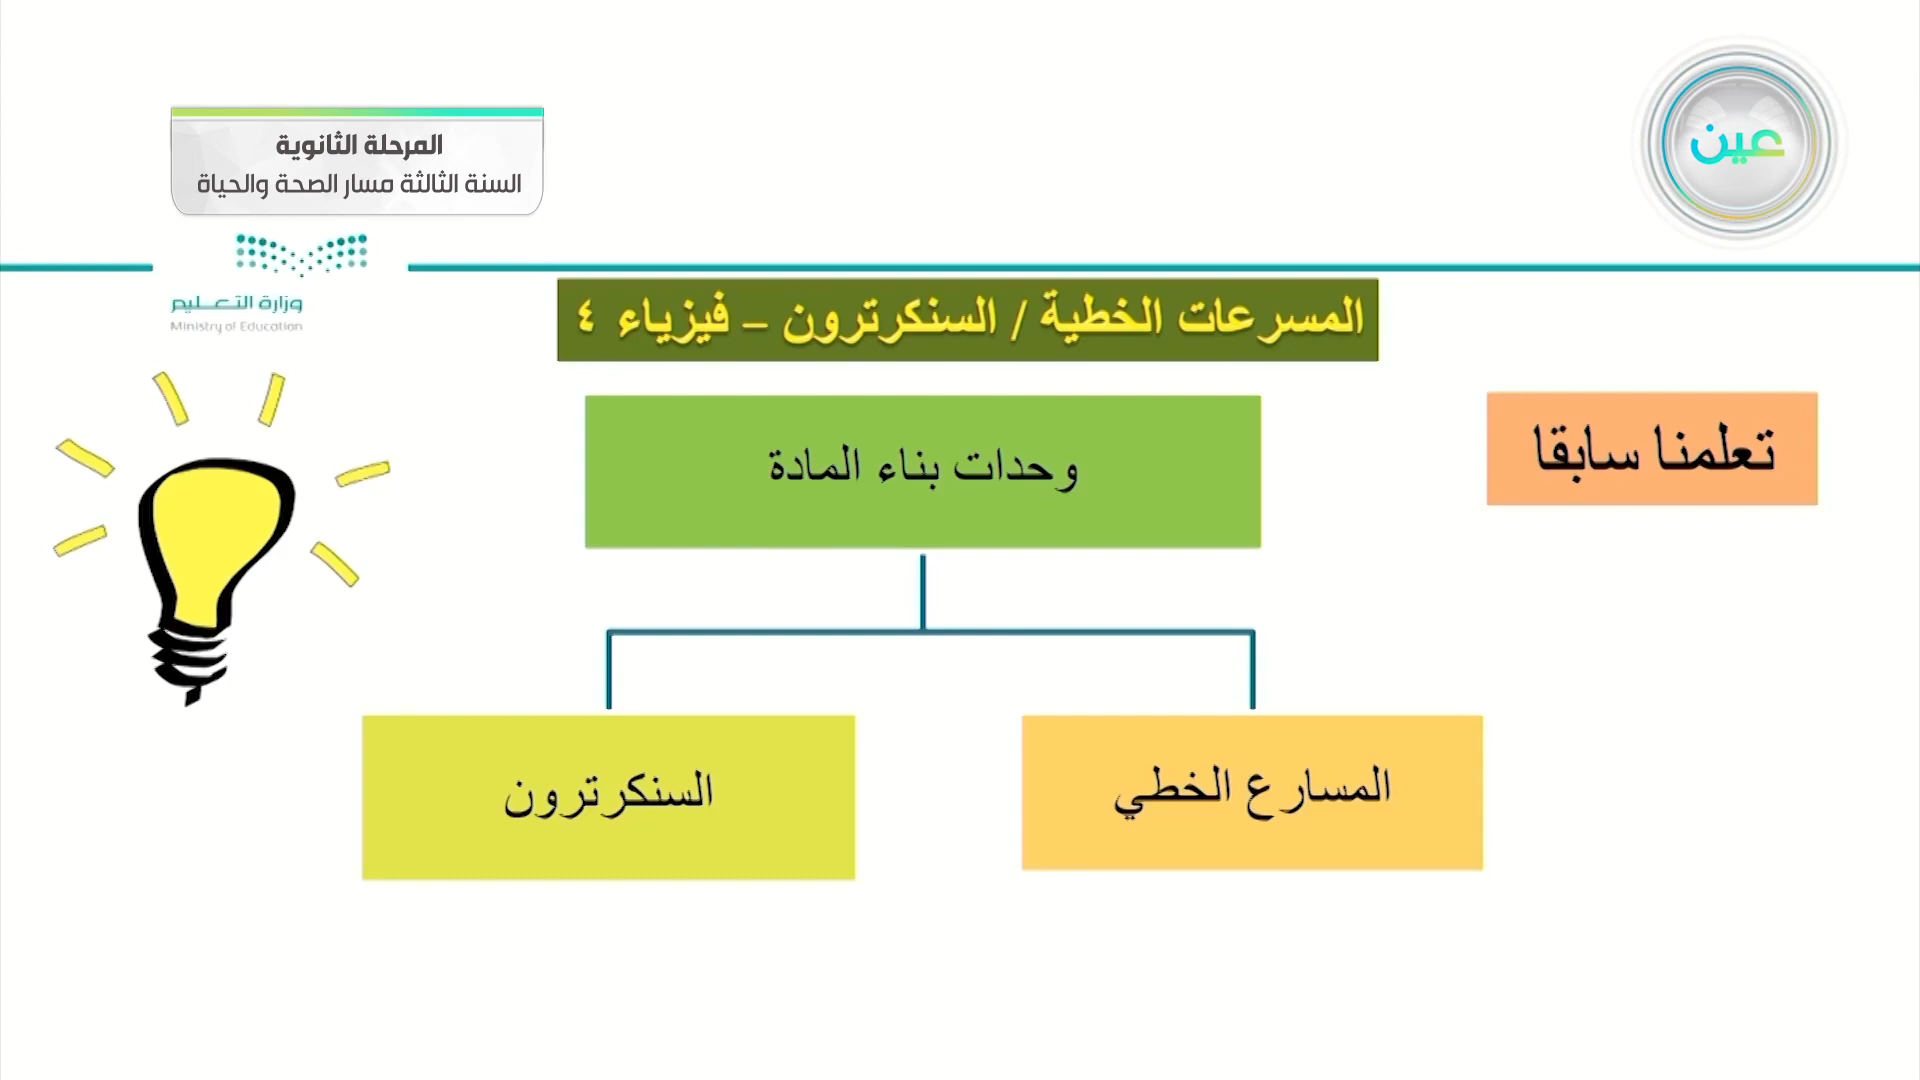 عين
المرحلة الثانوية
السنة الثالثة مسار الصحة والحياة
وزارة التعـــليم
Ministry of Education
المسرعات الخطية / السنكرترون – فيزياء ٤
تعلمنا سابقا
وحدات بناء المادة
المسارع الخطي
السنكرترون